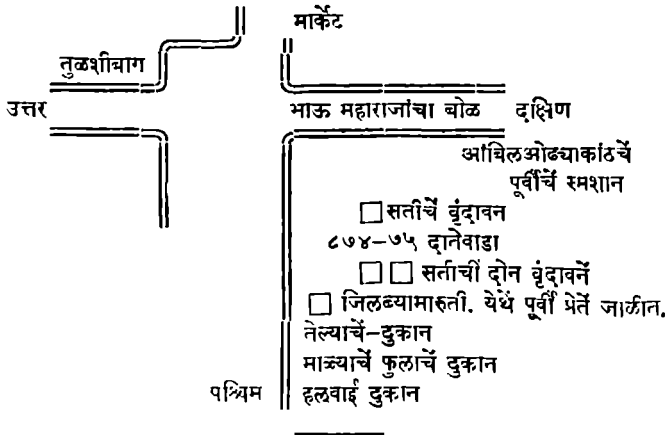 मार्केट
तुळशीबाग
उत्तर
भाऊ महाराजांचा बोळ दक्षिण
आंबिलओढ्याकांठचें
पूर्वीचें स्मशान
सतीचें वृंदावन
८७४-७५ दातेवाडा
सतीचीं दोन वृंदावनें
जिलब्यामारुती. येथें पूर्वी प्रेतें जाळीत.
तेल्याचें-दुकान
माळ्याचें फुलाचें दुकान
पश्चिम हलवाई दुकान